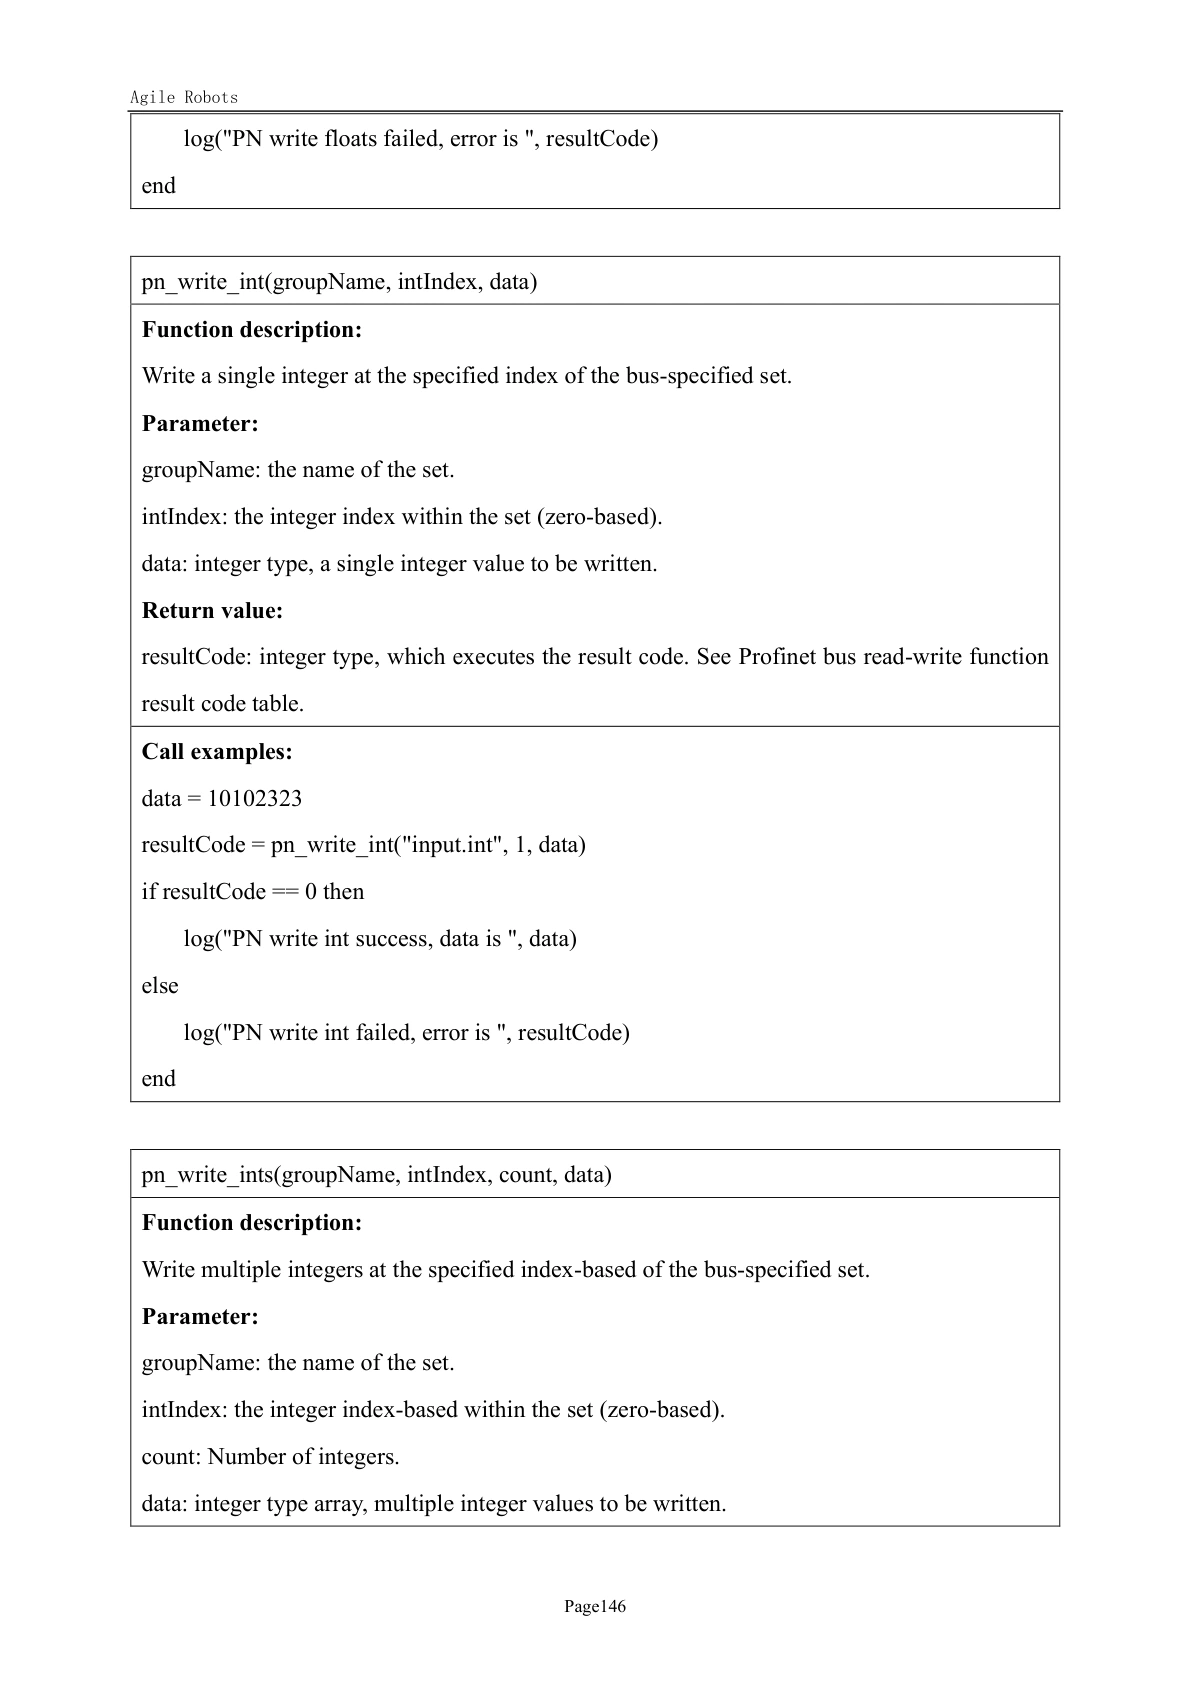 Agile Robots
log("PN write floats failed, error is ", resultCode)
end
pn_write_int(groupName, intIndex, data)
Function description:
Write a single integer at the specified index of the bus-specified set.
Parameter:
groupName: the name of the set.
intIndex: the integer index within the set (zero-based).
data: integer type, a single integer value to be written.
Return value:
resultCode: integer type, which executes the result code. See Profinet bus read-write function
result code table.
Call examples:
data = 10102323
resultCode = pn_write_int("input.int", 1, data)
if resultCode == 0 then
log("PN write int success, data is ", data)
else
log("PN write int failed, error is ", resultCode)
end
pn_write_ints(groupName, intIndex, count, data)
Function description:
Write multiple integers at the specified index-based of the bus-specified set.
Parameter:
groupName: the name of the set.
intIndex: the integer index-based within the set (zero-based).
count: Number of integers.
data: integer type array, multiple integer values to be written.
Page146